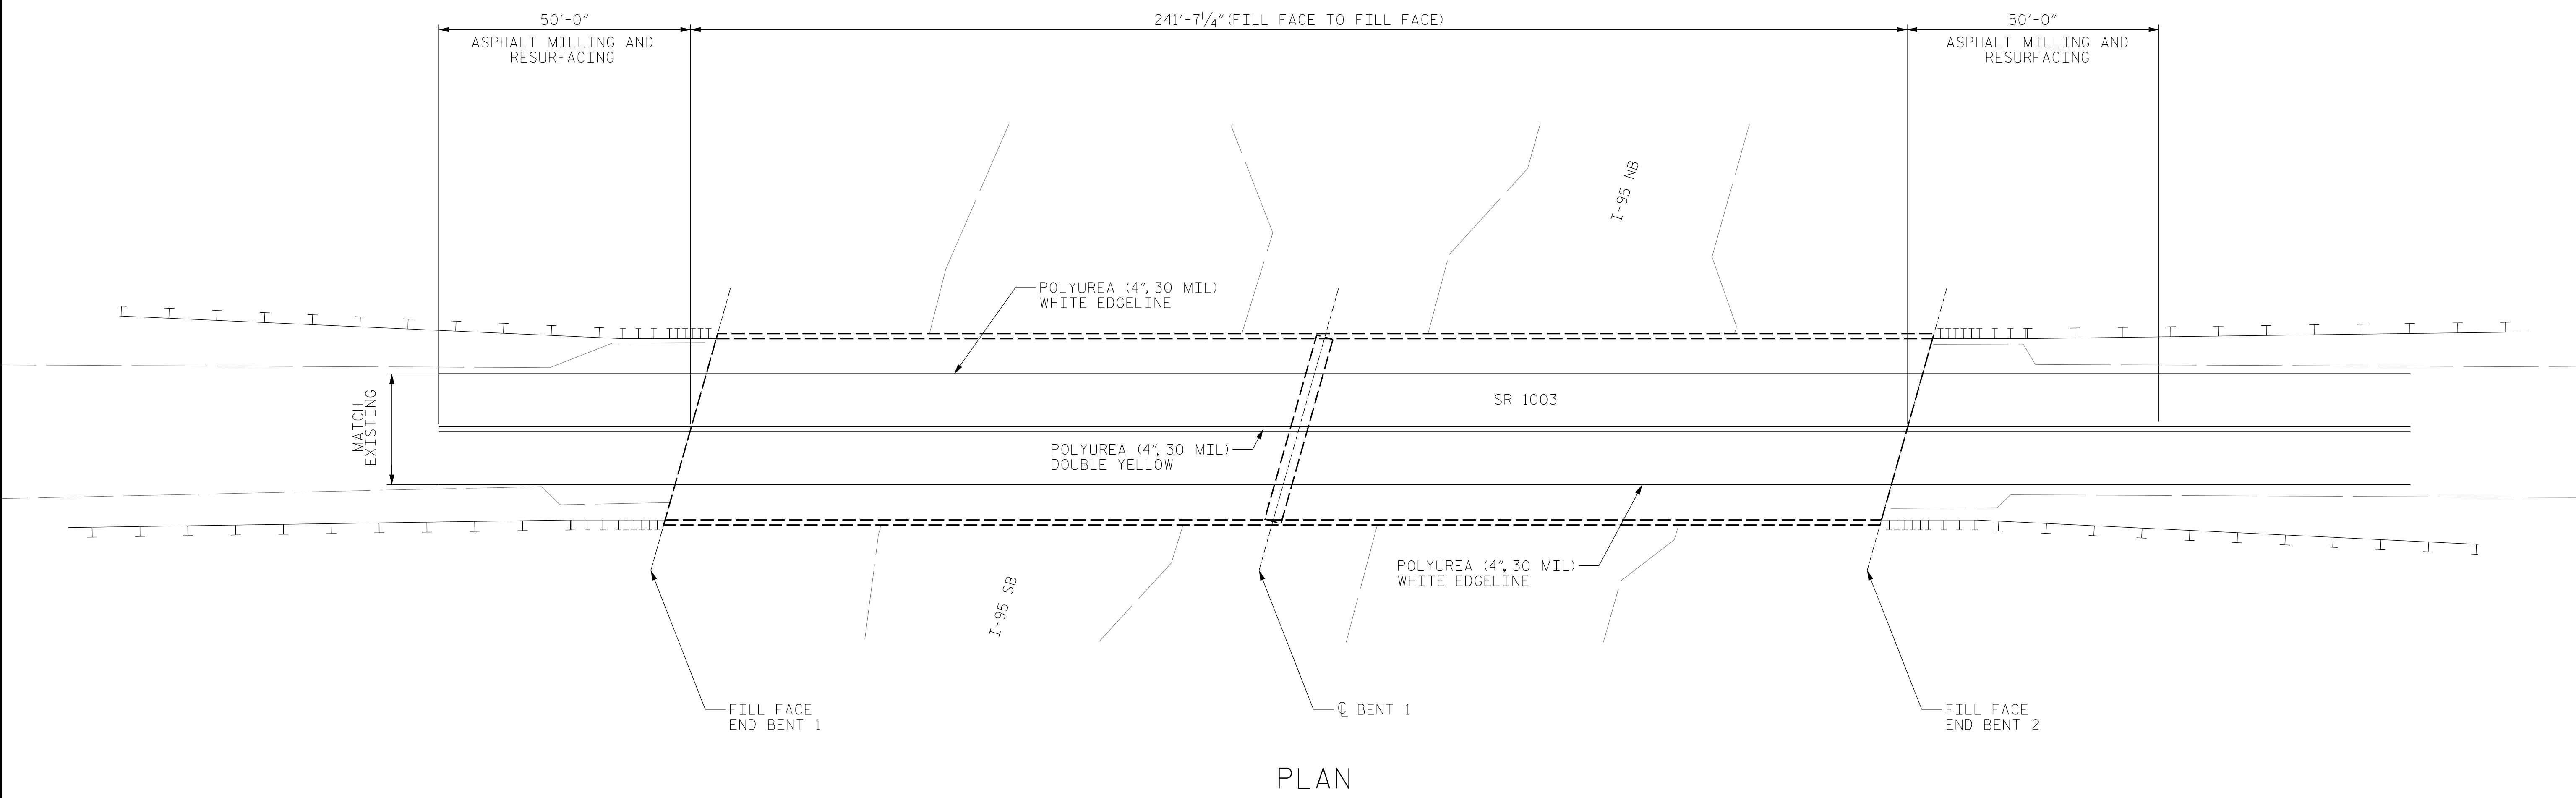 50'-0"
241'-7 1/4" (FILL FACE TO FILL FACE)
50'-0"
ASPHALT MILLING AND
RESURFACING
ASPHALT MILLING AND
RESURFACING
I-95 NB
POLYUREA (4", 30 MIL)
WHITE EDGELINE
MATCH
EXISTING
SR 1003
POLYUREA (4", 30 MIL)
DOUBLE YELLOW
POLYUREA (4", 30 MIL)
WHITE EDGELINE
I-95 SB
FILL FACE
END BENT 1
℄ BENT 1
FILL FACE
END BENT 2
PLAN